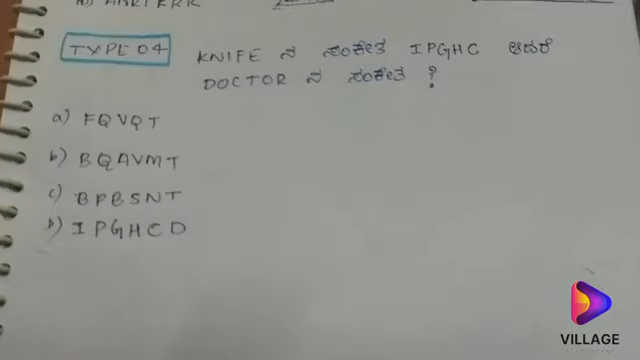 TYPE 04
KNIFE ನ ಸಂಕೇತ IPGHC ಆದರೆ
DOCTOR ನ ಸಂಕೇತ ?
a) FQVQT
b) BQAVMT
c) BPBSNT
D) IPGHCD
VILLAGE